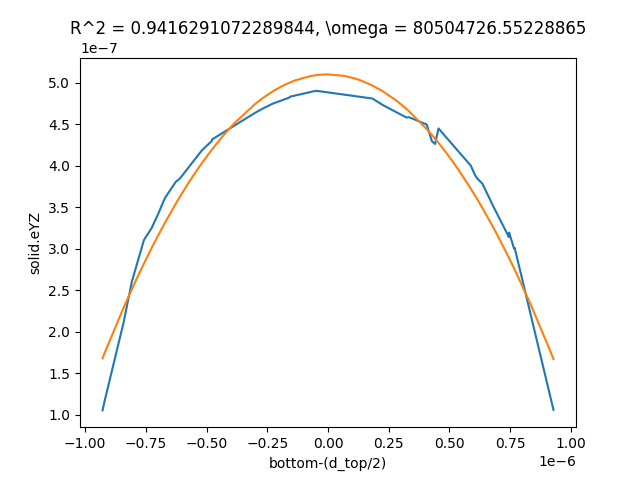 R^2 = 0.9416291072289844, \omega = 80504726.55228865
1e−7
5.0
4.5
4.0
3.5
3.0
2.5
2.0
1.5
1.0
solid.eYZ
−1.00 −0.75 −0.50 −0.25 0.00 0.25 0.50 0.75 1.00
bottom-(d_top/2)
1e−6